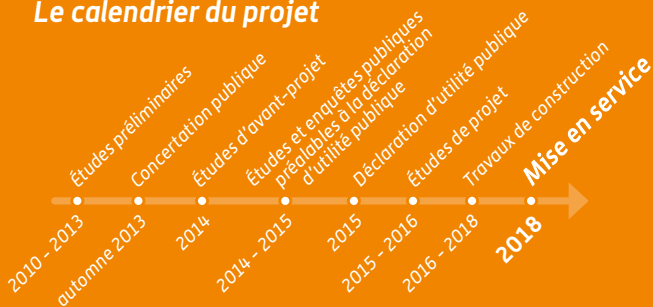 Le calendrier du projet
Études préliminaires
Concertation publique
Études d'avant-projet
Études et enquêtes publiques
préalables à la déclaration
d'utilité publique
Déclaration d'utilité publique
Études de projet
Travaux de construction
Mise en service
2010 - 2013
automne 2013
2014
2014 - 2015
2015
2015 - 2016
2016 - 2018
2018